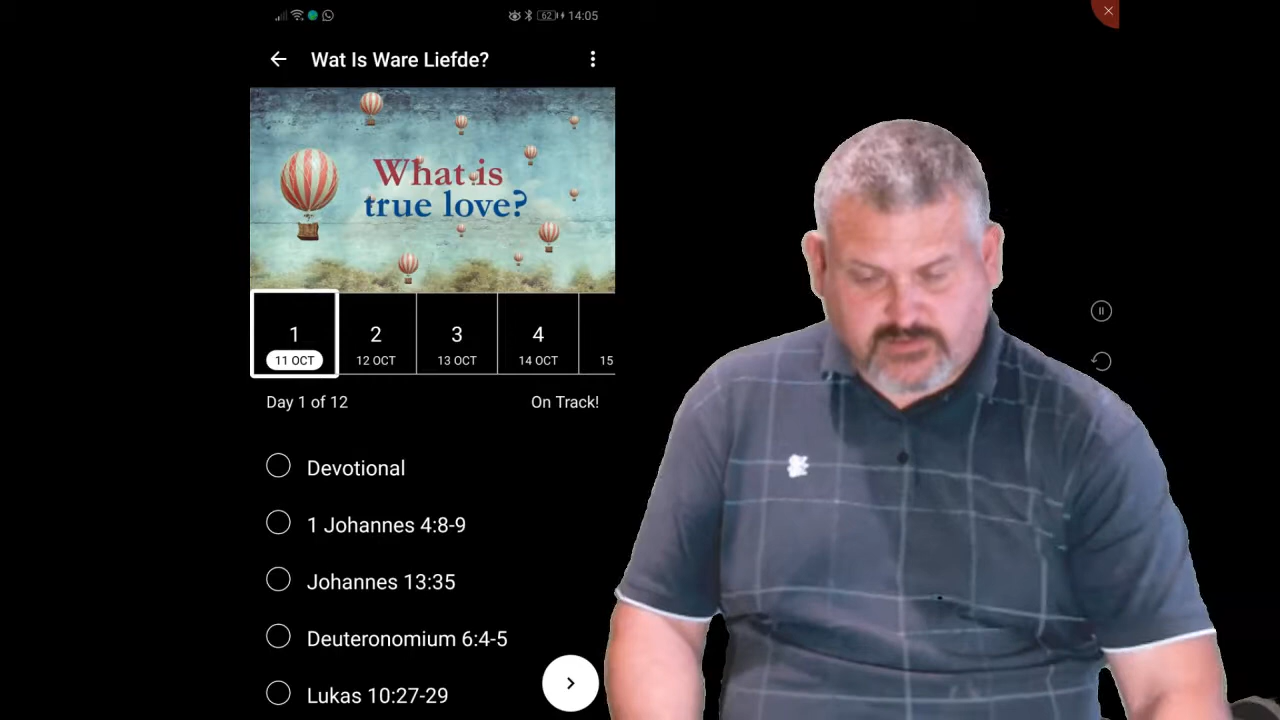 62 14:05
Wat Is Ware Liefde?
What is
true love?
1 2 3 4
11 OCT 12 OCT 13 OCT 14 OCT 15
Day 1 of 12 On Track!
Devotional
1 Johannes 4:8-9
Johannes 13:35
Deuteronomium 6:4-5
Lukas 10:27-29